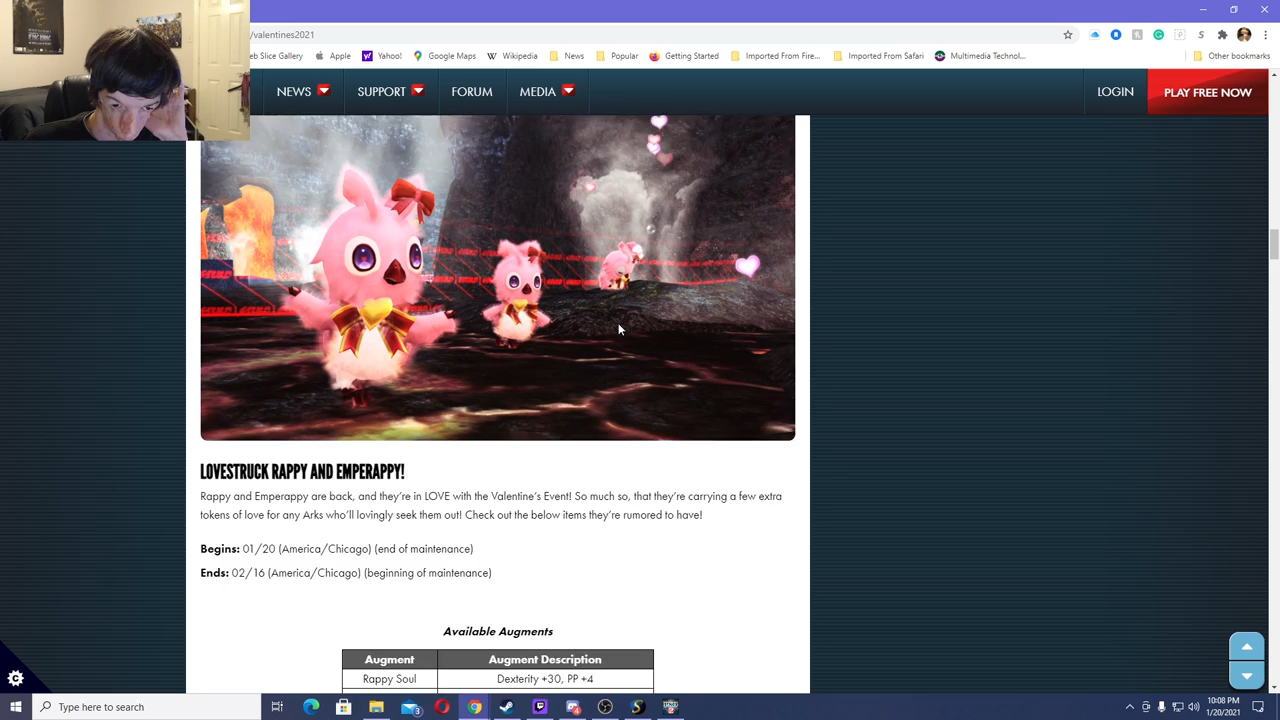 /valentines2021
eb Slice Gallery Apple Yahoo! Google Maps Wikipedia News Popular Getting Started Imported From Fire... Imported From Safari Multimedia Technol... Other bookmarks
NEWS SUPPORT FORUM MEDIA LOGIN PLAY FREE NOW
LOVESTRUCK RAPPY AND EMPERAPPY!
Rappy and Emperappy are back, and they're in LOVE with the Valentine's Event! So much so, that they're carrying a few extra
tokens of love for any Arks who'll lovingly seek them out! Check out the below items they're rumored to have!
Begins: 01/20 (America/Chicago) (end of maintenance)
Ends: 02/16 (America/Chicago) (beginning of maintenance)
Available Augments
Augment Augment Description
Rappy Soul Dexterity +30, PP +4
Type here to search
3
10:08 PM
1/20/2021